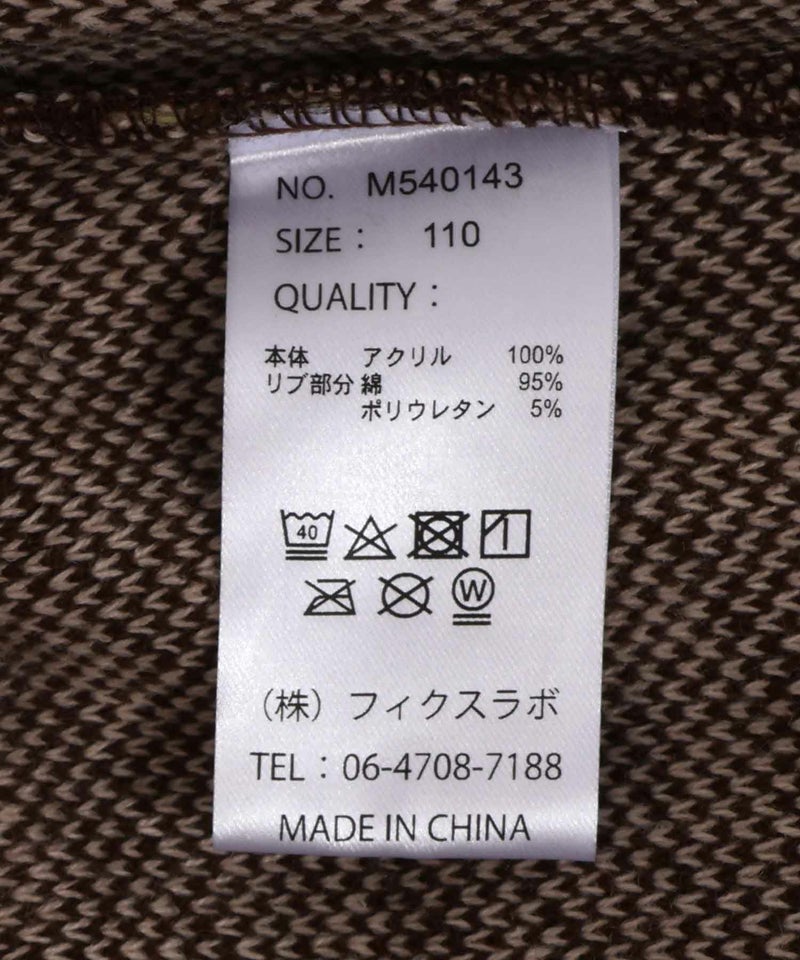 NO. M540143
SIZE： 110
QUALITY：
本体 アクリル 100%
リブ部分 綿 95%
ポリウレタン 5%
40
W
（株）フィクスラボ
TEL：06-4708-7188
MADE IN CHINA